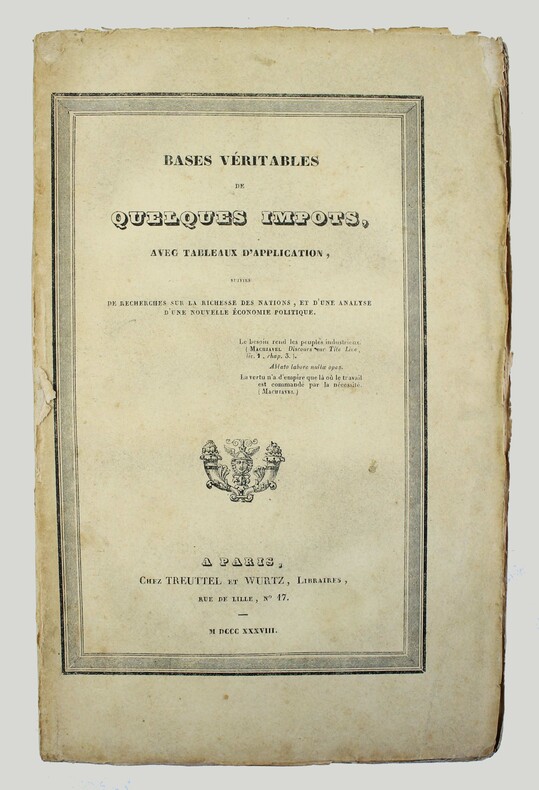 BASES VÉRITABLES
DE
QUELQUES IMPOTS,
AVEC TABLEAUX D'APPLICATION,
SUIVIES
DE RECHERCHES SUR LA RICHESSE DES NATIONS, ET D'UNE ANALYSE
D'UNE NOUVELLE ÉCONOMIE POLITIQUE.
Le besoin rend les peuples industrieux.
(MACHIAVEL Discours sur Tite Live,
liv. 1, chap. 3.).
Ablato labore nulla opes.
La vertu n'a d'empire que là où le travail
est commandé par la nécessité.
(MACHIAVEL.)
A PARIS,
CHEZ TREUTTEL ET WURTZ, LIBRAIRES,
RUE DE LILLE, N° 17.
M DCCC XXXVIII.